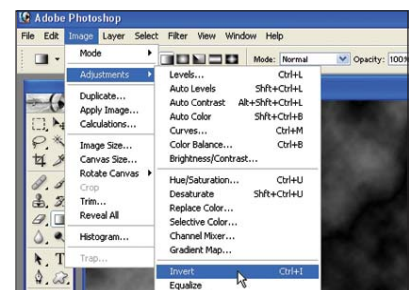 Adobe Photoshop
File Edit Image Layer Select Filter View Window Help
Mode: Normal Opacity: 100%
Mode
Adjustments
Duplicate...
Apply Image...
Calculations...
Image Size...
Canvas Size...
Rotate Canvas
Crop
Trim...
Reveal All
Histogram...
Trap...
Levels... Ctrl+L
Auto Levels Shft+Ctrl+L
Auto Contrast Alt+Shft+Ctrl+L
Auto Color Shft+Ctrl+B
Curves... Ctrl+M
Color Balance... Ctrl+B
Brightness/Contrast...
Hue/Saturation... Ctrl+U
Desaturate Shft+Ctrl+U
Replace Color...
Selective Color...
Channel Mixer...
Gradient Map...
Invert Ctrl+I
Equalize